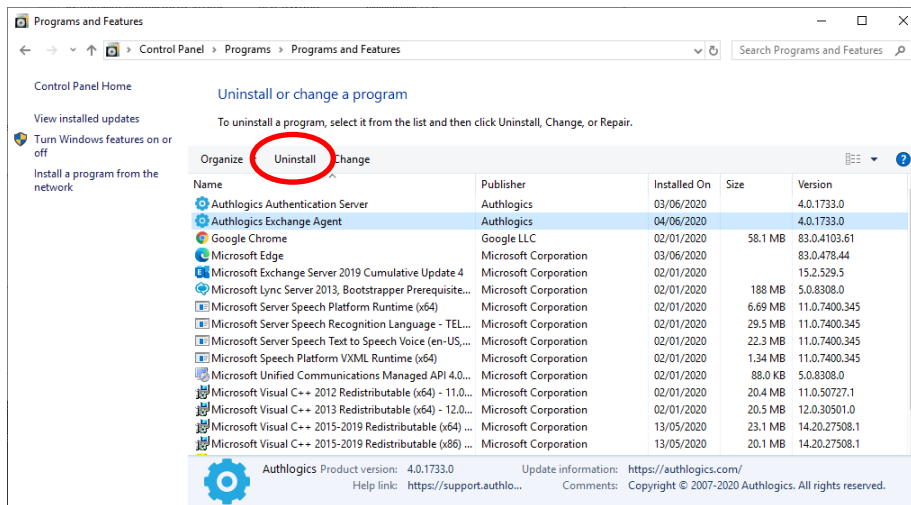 Programs and Features
Control Panel > Programs > Programs and Features
Search Programs and Features
Control Panel Home
View installed updates
Turn Windows features on or
off
Install a program from the
network
Uninstall or change a program
To uninstall a program, select it from the list and then click Uninstall, Change, or Repair.
Organize Uninstall Change
Name Publisher Installed On Size Version
Authlogics Authentication Server Authlogics 03/06/2020 4.0.1733.0
Authlogics Exchange Agent Authlogics 04/06/2020 4.0.1733.0
Google Chrome Google LLC 02/01/2020 58.1 MB 83.0.4103.61
Microsoft Edge Microsoft Corporation 03/06/2020 83.0.478.44
Microsoft Exchange Server 2019 Cumulative Update 4 Microsoft Corporation 02/01/2020 15.2.529.5
Microsoft Lync Server 2013, Bootstrapper Prerequisite... Microsoft Corporation 02/01/2020 188 MB 5.0.8308.0
Microsoft Server Speech Platform Runtime (x64) Microsoft Corporation 02/01/2020 6.69 MB 11.0.7400.345
Microsoft Server Speech Recognition Language - TEL... Microsoft Corporation 02/01/2020 29.5 MB 11.0.7400.345
Microsoft Server Speech Text to Speech Voice (en-US,... Microsoft Corporation 02/01/2020 22.3 MB 11.0.7400.345
Microsoft Speech Platform VXML Runtime (x64) Microsoft Corporation 02/01/2020 1.34 MB 11.0.7400.345
Microsoft Unified Communications Managed API 4.0... Microsoft Corporation 02/01/2020 88.0 KB 5.0.8308.0
Microsoft Visual C++ 2012 Redistributable (x64) - 11.0... Microsoft Corporation 02/01/2020 20.4 MB 11.0.50727.1
Microsoft Visual C++ 2013 Redistributable (x64) - 12.0... Microsoft Corporation 02/01/2020 20.5 MB 12.0.30501.0
Microsoft Visual C++ 2015-2019 Redistributable (x64) ... Microsoft Corporation 13/05/2020 23.1 MB 14.20.27508.1
Microsoft Visual C++ 2015-2019 Redistributable (x86) ... Microsoft Corporation 13/05/2020 20.1 MB 14.20.27508.1
Authlogics Product version: 4.0.1733.0 Update information: https://authlogics.com/
Help link: https://support.authlo... Comments: Copyright © 2007-2020 Authlogics. All rights reserved.